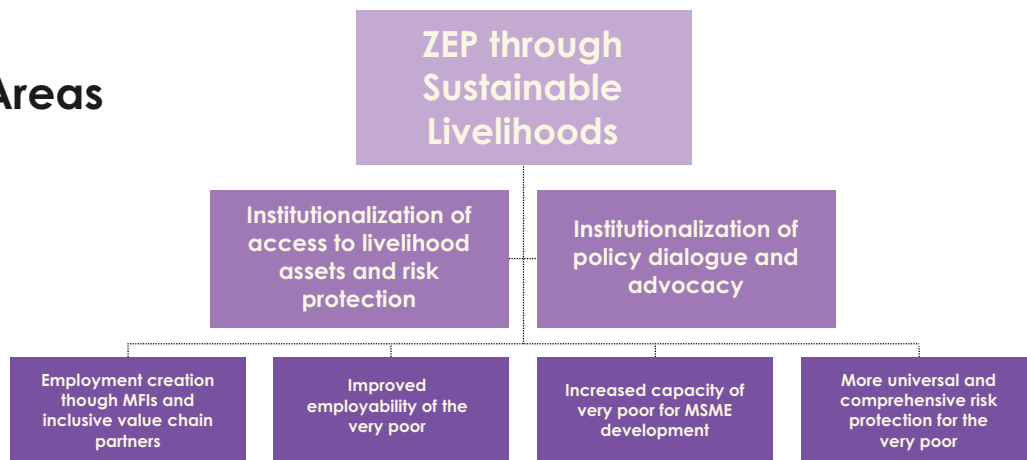 Areas
ZEP through
Sustainable
Livelihoods
Institutionalization of
access to livelihood
assets and risk
protection
Institutionalization of
policy dialogue and
advocacy
Employment creation
though MFIs and
inclusive value chain
partners
Improved
employability of the
very poor
Increased capacity of
very poor for MSME
development
More universal and
comprehensive risk
protection for the
very poor